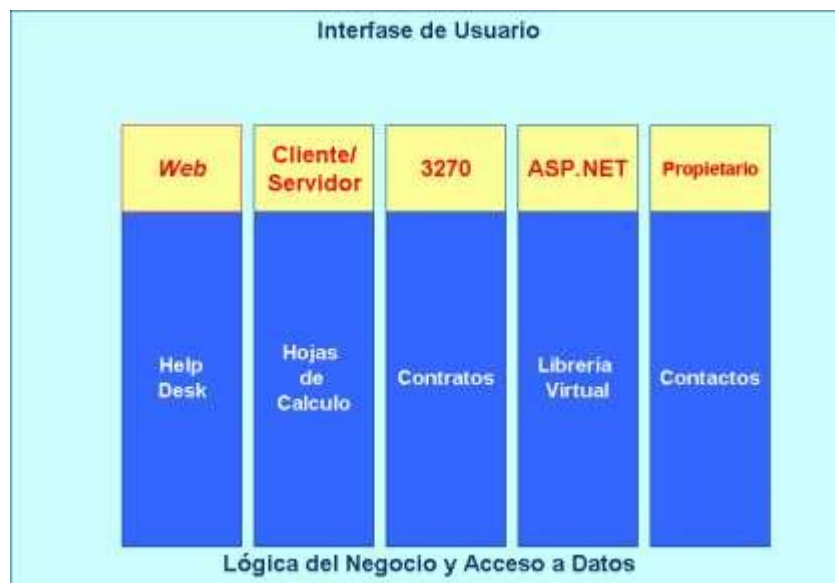 Interfase de Usuario
Web
Cliente/
Servidor
3270
ASP.NET
Propietario
Help
Desk
Hojas
de
Calculo
Contratos
Librería
Virtual
Contactos
Lógica del Negocio y Acceso a Datos